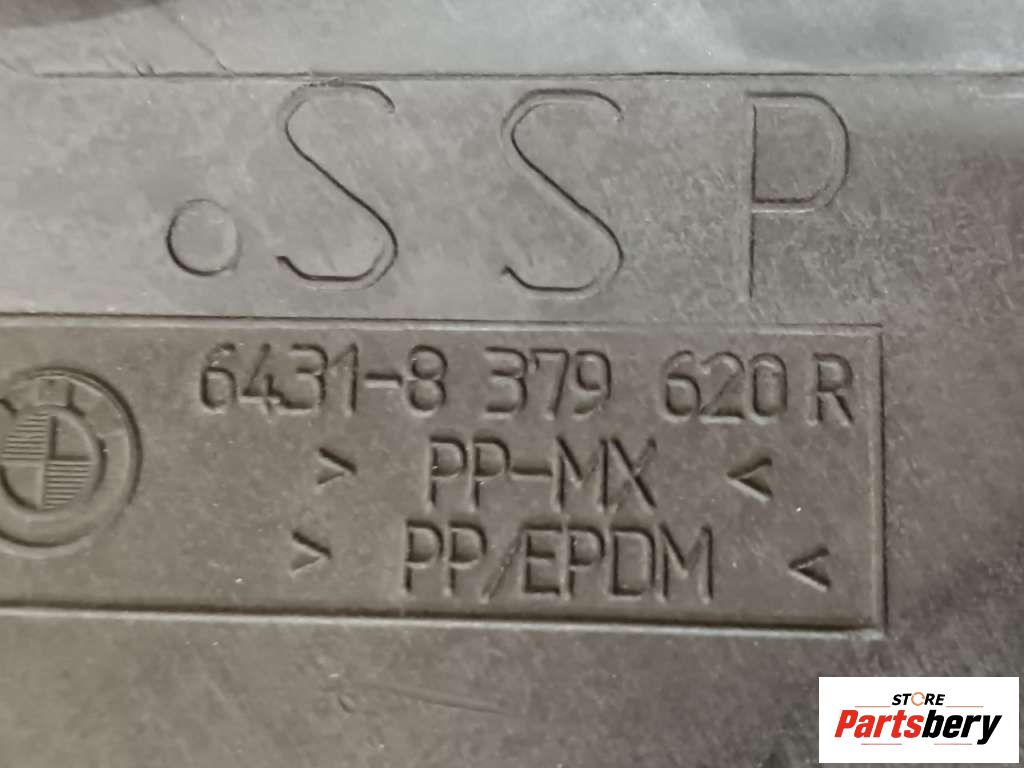 .SSP
6431-8 379 620 R
> PP-MX <
> PP/EPDM <
STORE
Partsbery